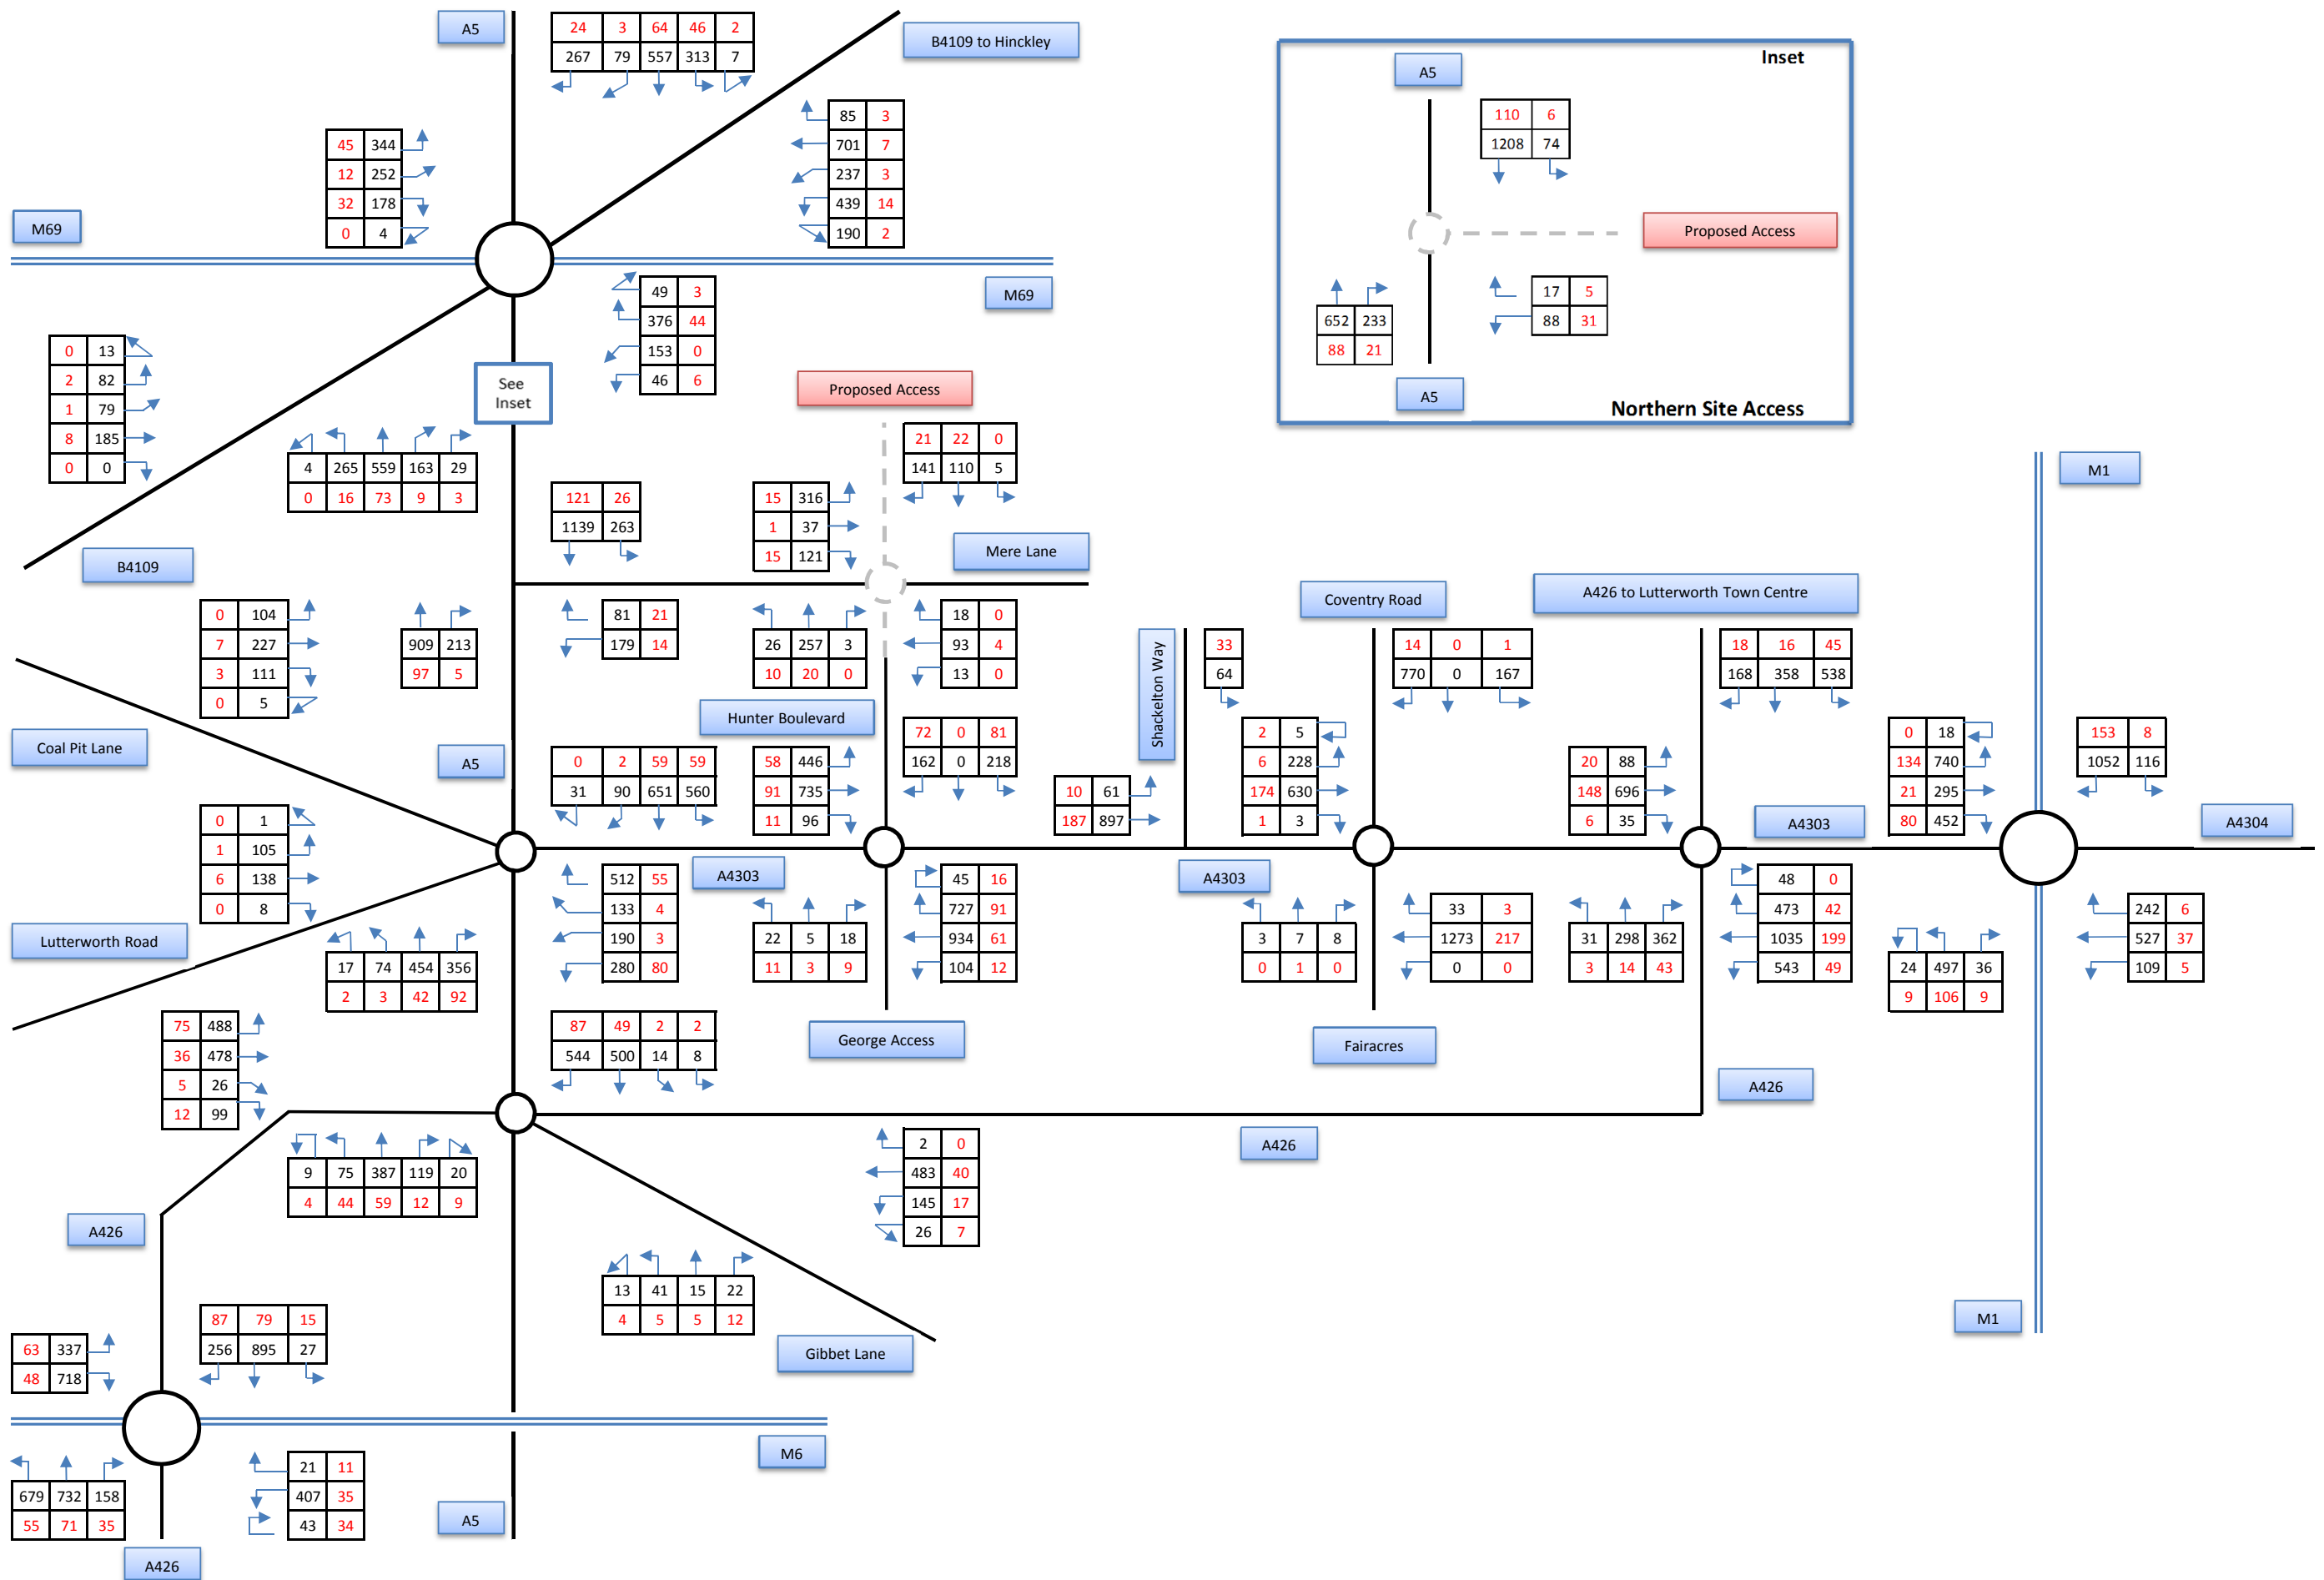 A5
24 3 64 46 2
267 79 557 313 7
B4109 to Hinckley
Inset
A5
110 6
1208 74
85 3
701 7
237 3
439 14
190 2
45 344
12 252
32 178
0 4
M69
Proposed Access
M69
49 3
376 44
153 0
46 6
17 5
88 31
652 233
88 21
A5
Northern Site Access
0 13
2 82
1 79
8 185
0 0
See
Inset
Proposed Access
4 265 559 163 29
0 16 73 9 3
21 22 0
141 110 5
M1
121 26
1139 263
15 316
1 37
15 121
Mere Lane
B4109
Coventry Road
A426 to Lutterworth Town Centre
0 104
7 227
3 111
0 5
909 213
97 5
81 21
179 14
26 257 3
10 20 0
18 0
93 4
13 0
Shackelton Way
33
64
14 0 1
770 0 167
18 16 45
168 358 538
Hunter Boulevard
Coal Pit Lane
A5
0 2 59 59
31 90 651 560
58 446
91 735
11 96
72 0 81
162 0 218
10 61
187 897
2 5
6 228
174 630
1 3
20 88
148 696
6 35
A4303
0 18
134 740
21 295
80 452
153 8
1052 116
A4304
0 1
1 105
6 138
0 8
512 55
133 4
190 3
280 80
A4303
22 5 18
11 3 9
45 16
727 91
934 61
104 12
A4303
3 7 8
0 1 0
33 3
1273 217
0 0
31 298 362
3 14 43
48 0
473 42
1035 199
543 49
24 497 36
9 106 9
242 6
527 37
109 5
Lutterworth Road
17 74 454 356
2 3 42 92
75 488
36 478
5 26
12 99
87 49 2 2
544 500 14 8
George Access
Fairacres
A426
9 75 387 119 20
4 44 59 12 9
2 0
483 40
145 17
26 7
A426
A426
13 41 15 22
4 5 5 12
Gibbet Lane
M1
63 337
48 718
87 79 15
256 895 27
M6
679 732 158
55 71 35
21 11
407 35
43 34
A5
A426